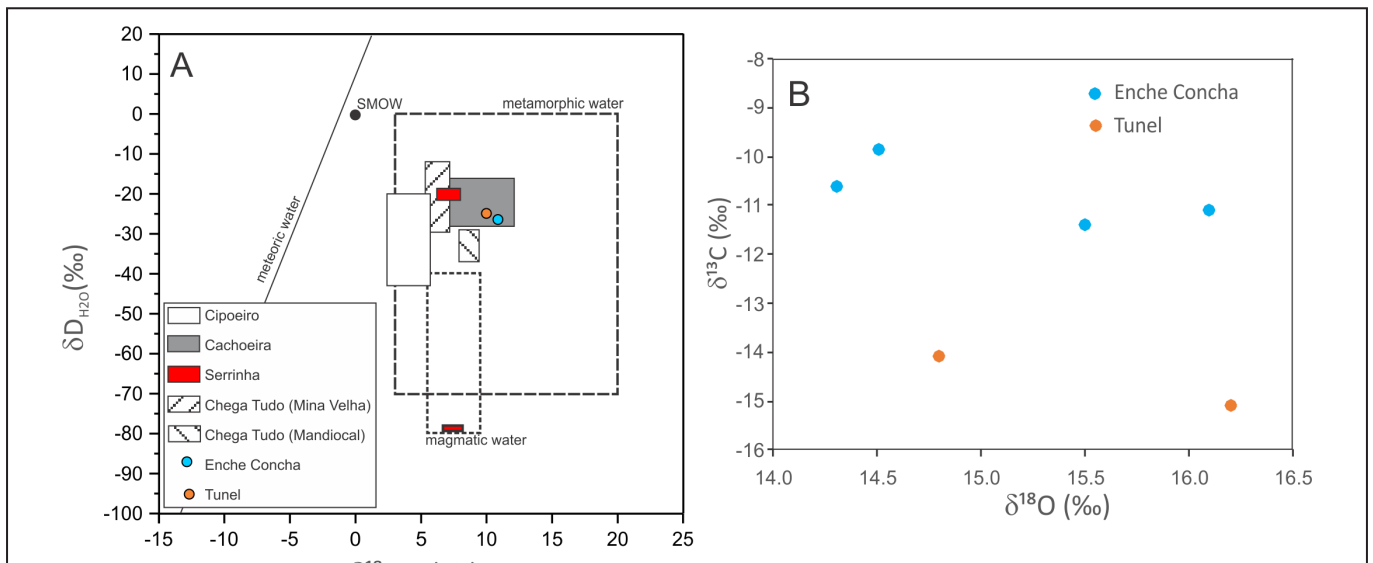 A
20
10
0
-10
-20
-30
-40
-50
-60
-70
-80
-90
-100
δD_H2O(‰)
SMOW
metamorphic water
meteoric water
magmatic water
Cipoeiro
Cachoeira
Serrinha
Chega Tudo (Mina Velha)
Chega Tudo (Mandiocal)
Enche Concha
Tunel
-15 -10 -5 0 5 10 15 20 25
B
-8
-9
-10
-11
-12
-13
-14
-15
-16
δ¹³C (‰)
Enche Concha
Tunel
14.0 14.5 15.0 15.5 16.0 16.5
δ¹⁸O (‰)